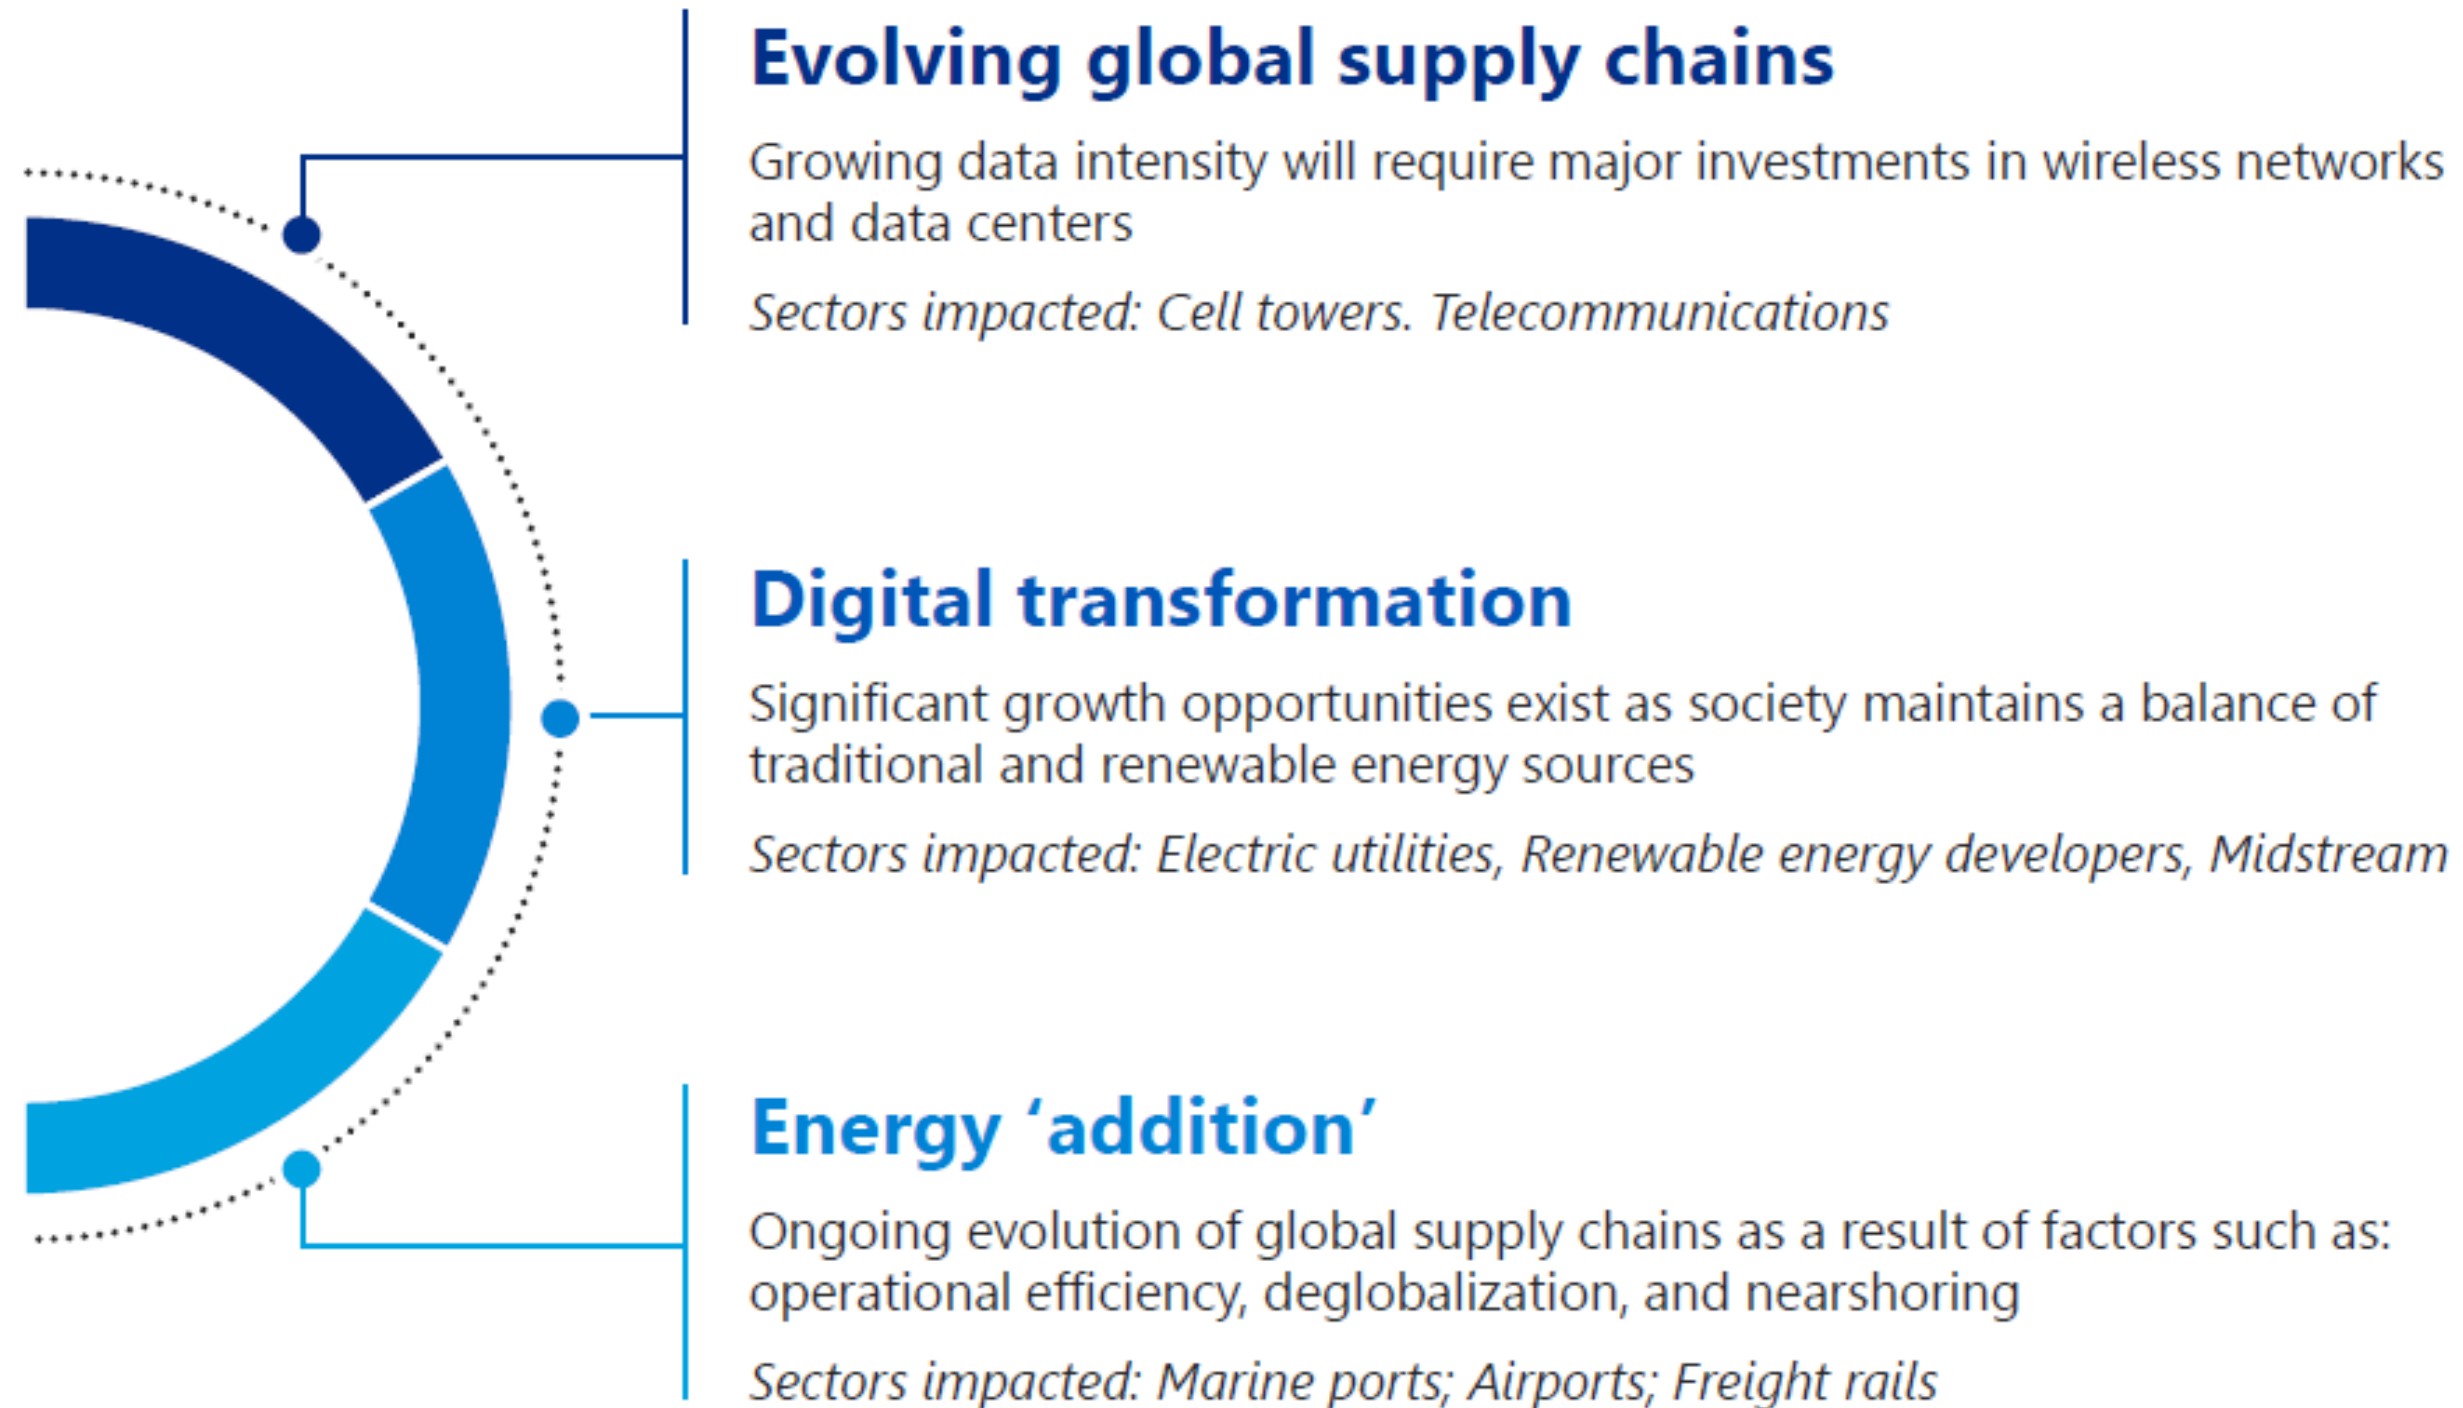 Evolving global supply chains
Growing data intensity will require major investments in wireless networks
and data centers
Sectors impacted: Cell towers. Telecommunications
Digital transformation
Significant growth opportunities exist as society maintains a balance of
traditional and renewable energy sources
Sectors impacted: Electric utilities, Renewable energy developers, Midstream
Energy ‘addition’
Ongoing evolution of global supply chains as a result of factors such as:
operational efficiency, deglobalization, and nearshoring
Sectors impacted: Marine ports; Airports; Freight rails